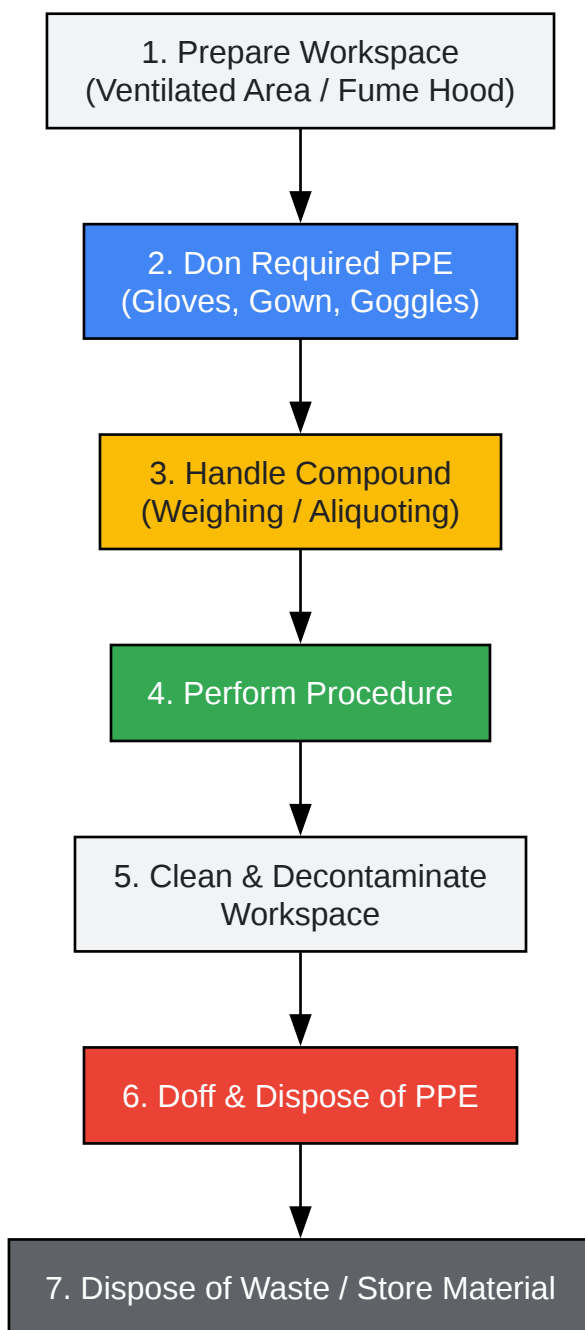 1. Prepare Workspace
(Ventilated Area / Fume Hood)
2. Don Required PPE
(Gloves, Gown, Goggles)
3. Handle Compound
(Weighing / Aliquoting)
4. Perform Procedure
5. Clean & Decontaminate
Workspace
6. Doff & Dispose of PPE
7. Dispose of Waste / Store Material